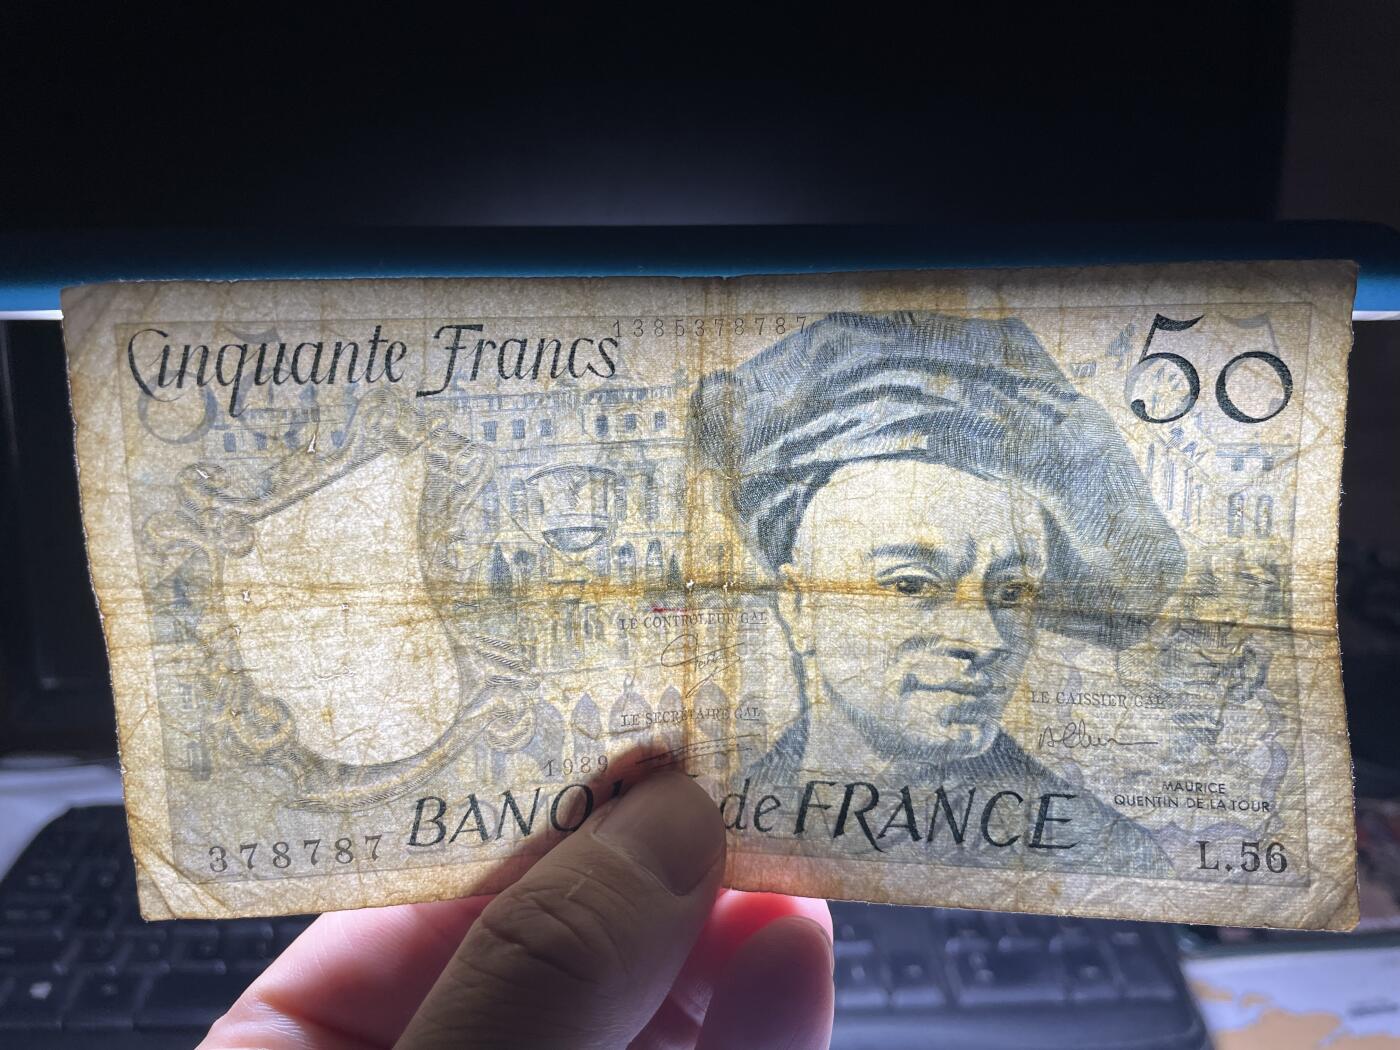 Cinquante Francs
1385378787
50
LE CONTROLEUR GAL
LE SECRETAIRE GAL
LE CAISSIER GAL
1989
BANQUE de FRANCE
MAURICE
QUENTIN DE LA TOUR
378787
L.56